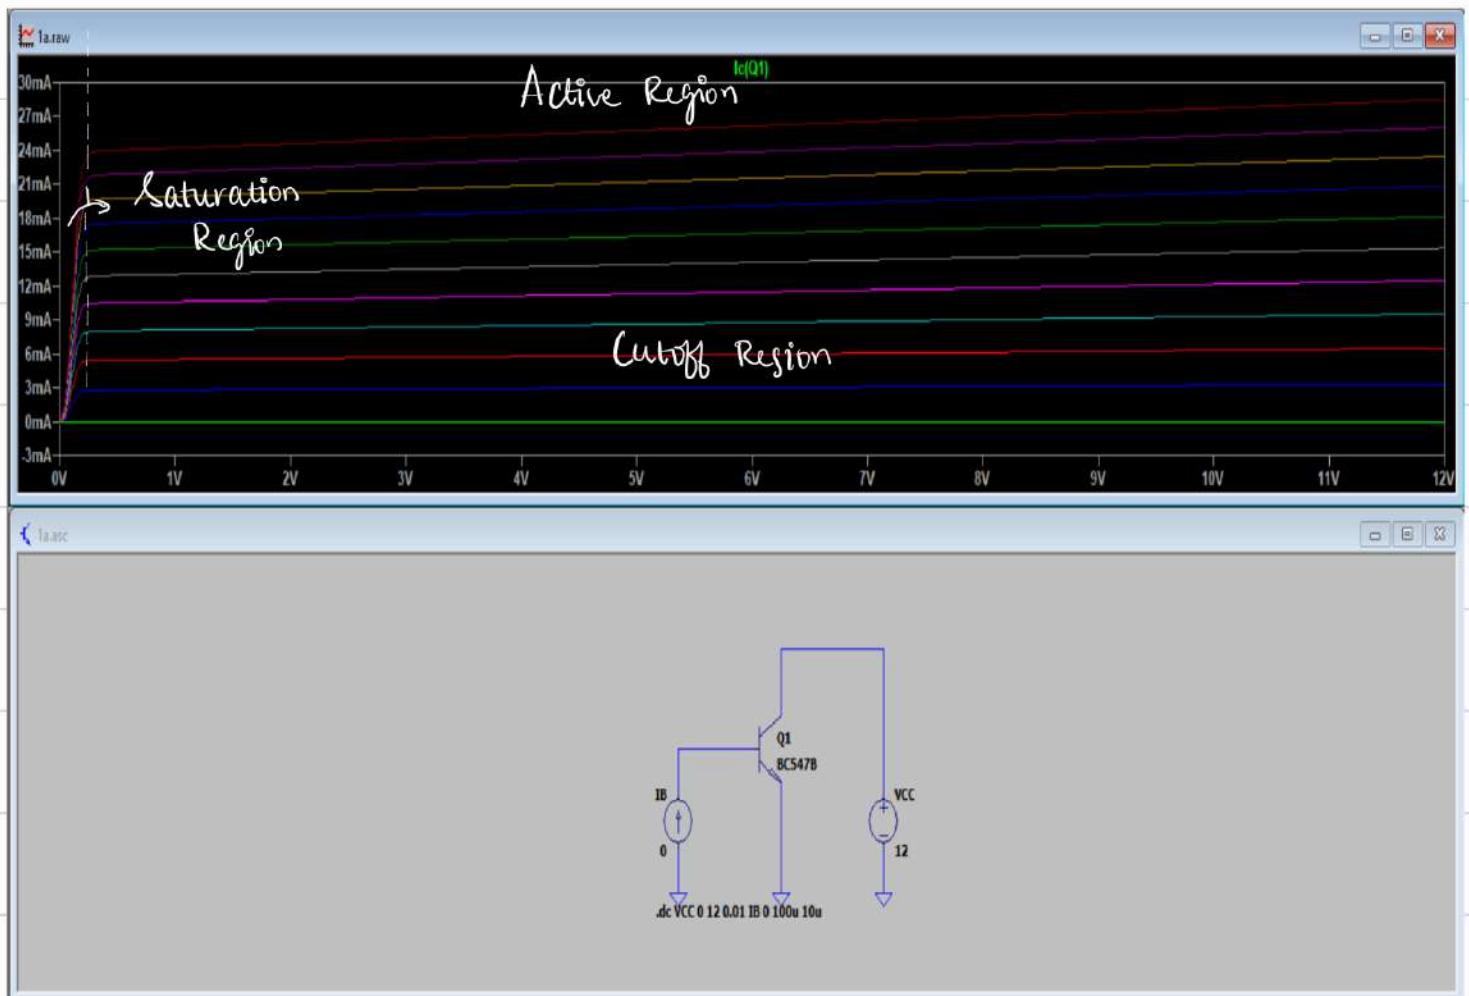 1a.raw
Ic(Q1)
Active Region
30mA
27mA
24mA
21mA
18mA
15mA
12mA
9mA
6mA
3mA
0mA
-3mA
Saturation
Region
Cutoff Region
0V 1V 2V 3V 4V 5V 6V 7V 8V 9V 10V 11V 12V
1a.asc
Q1
BC547B
IB
0
VCC
+
-
12
.dc VCC 0 12 0.01 IB 0 100u 10u